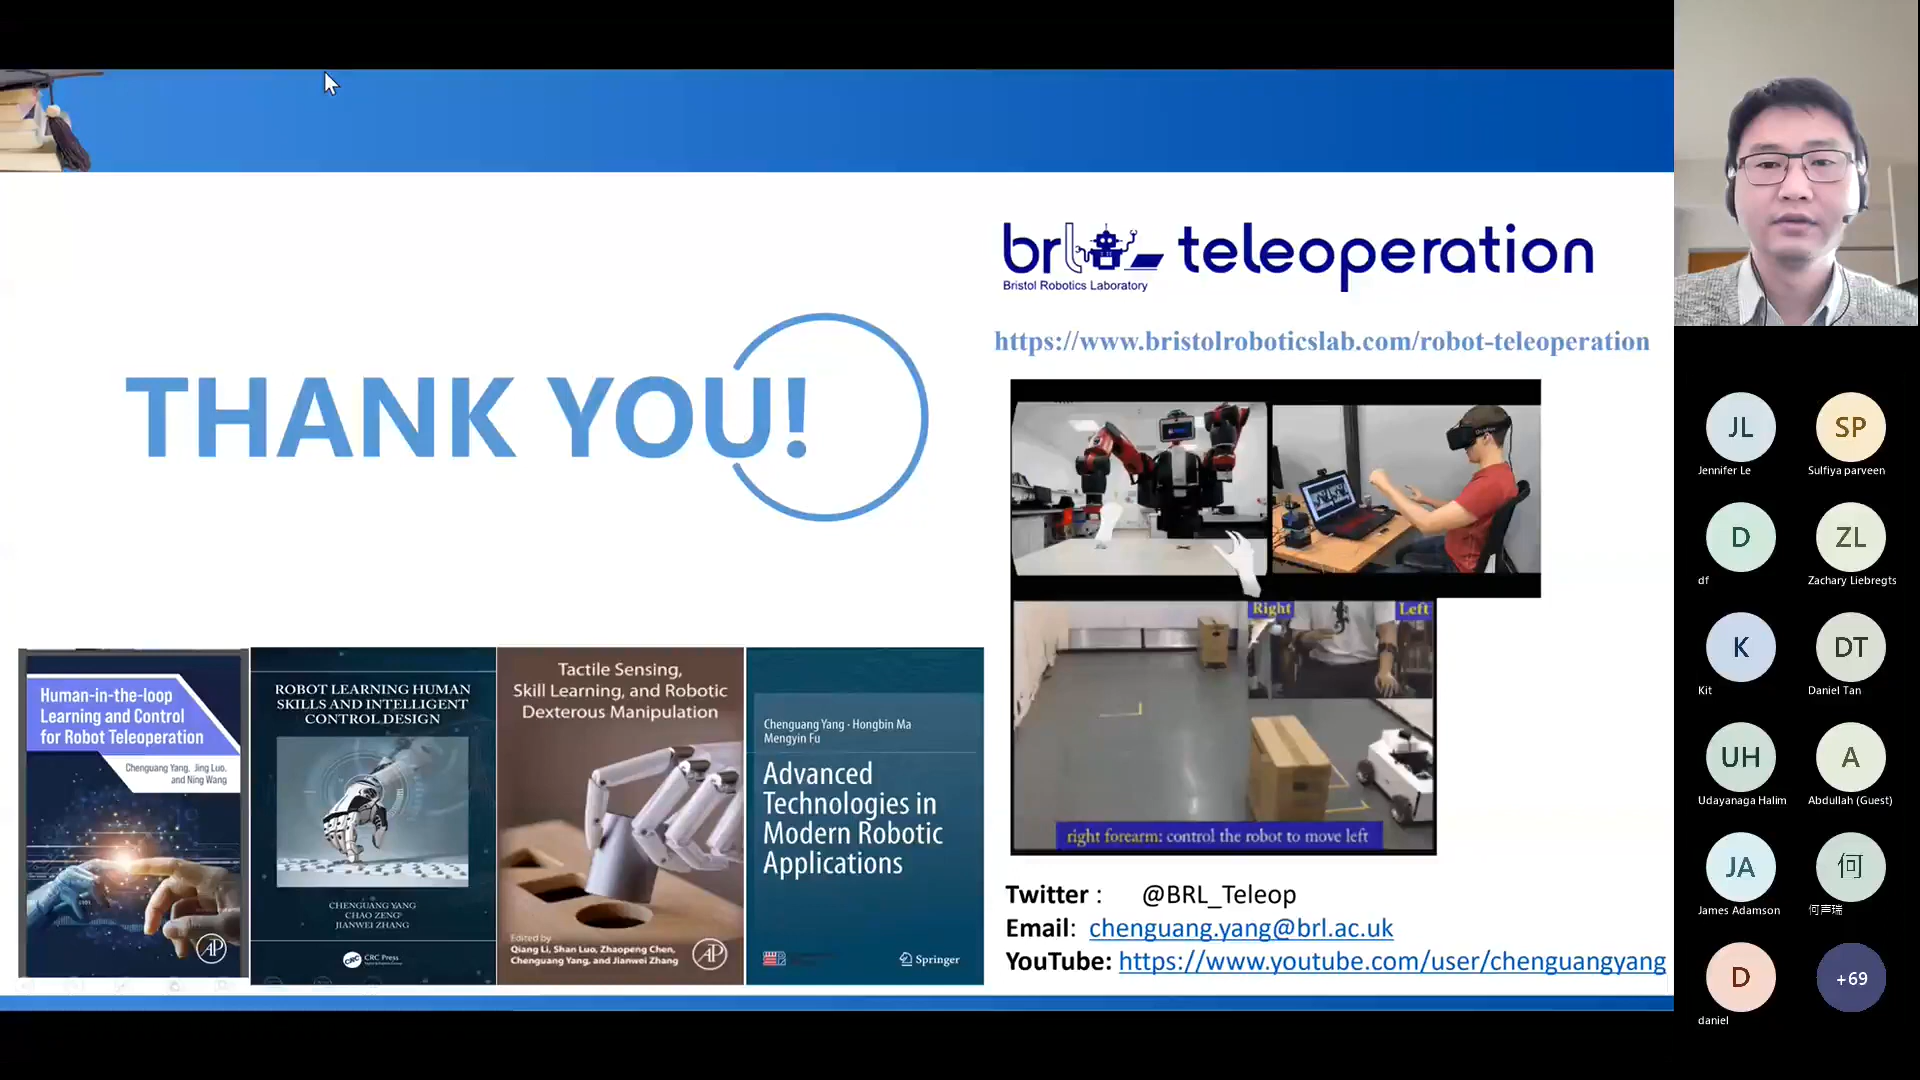 THANK YOU!
brl teleoperation
Bristol Robotics Laboratory
https://www.bristolroboticslab.com/robot-teleoperation
Right
Left
right forearm: control the robot to move left
Human-in-the-loop
Learning and Control
for Robot Teleoperation
Chenguang Yang, Jing Luo,
and Ning Wang
AP
ROBOT LEARNING HUMAN
SKILLS AND INTELLIGENT
CONTROL DESIGN
CHENGUANG YANG
CHAO ZENG
JIANWEI ZHANG
CRC Press
Tactile Sensing,
Skill Learning, and Robotic
Dexterous Manipulation
Edited by
Qiang Li, Shan Luo, Zhaopeng Chen,
Chenguang Yang, and Jianwei Zhang
AP
Chenguang Yang · Hongbin Ma
Mengyin Fu
Advanced
Technologies in
Modern Robotic
Applications
Springer
Twitter : @BRL_Teleop
Email: chenguang.yang@brl.ac.uk
YouTube: https://www.youtube.com/user/chenguangyang
JL
Jennifer Le
SP
Sulfiya parveen
D
df
ZL
Zachary Liebregts
K
Kit
DT
Daniel Tan
UH
Udayanaga Halim
A
Abdullah (Guest)
JA
James Adamson
何
何声瑞
D
daniel
+69